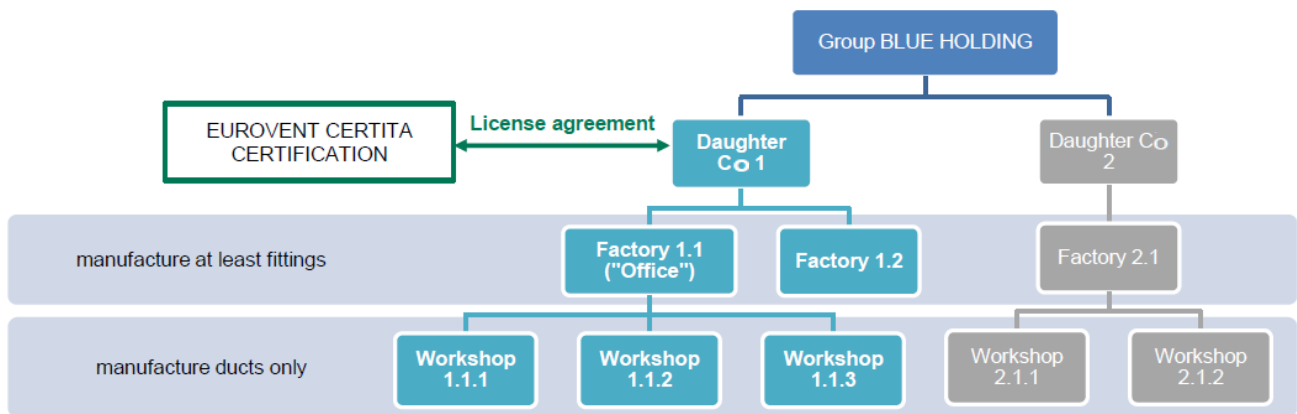 Group BLUE HOLDING
EUROVENT CERTITA
CERTIFICATION
License agreement
Daughter
Co 1
Daughter Co
2
manufacture at least fittings
Factory 1.1
("Office")
Factory 1.2
Factory 2.1
manufacture ducts only
Workshop
1.1.1
Workshop
1.1.2
Workshop
1.1.3
Workshop
2.1.1
Workshop
2.1.2